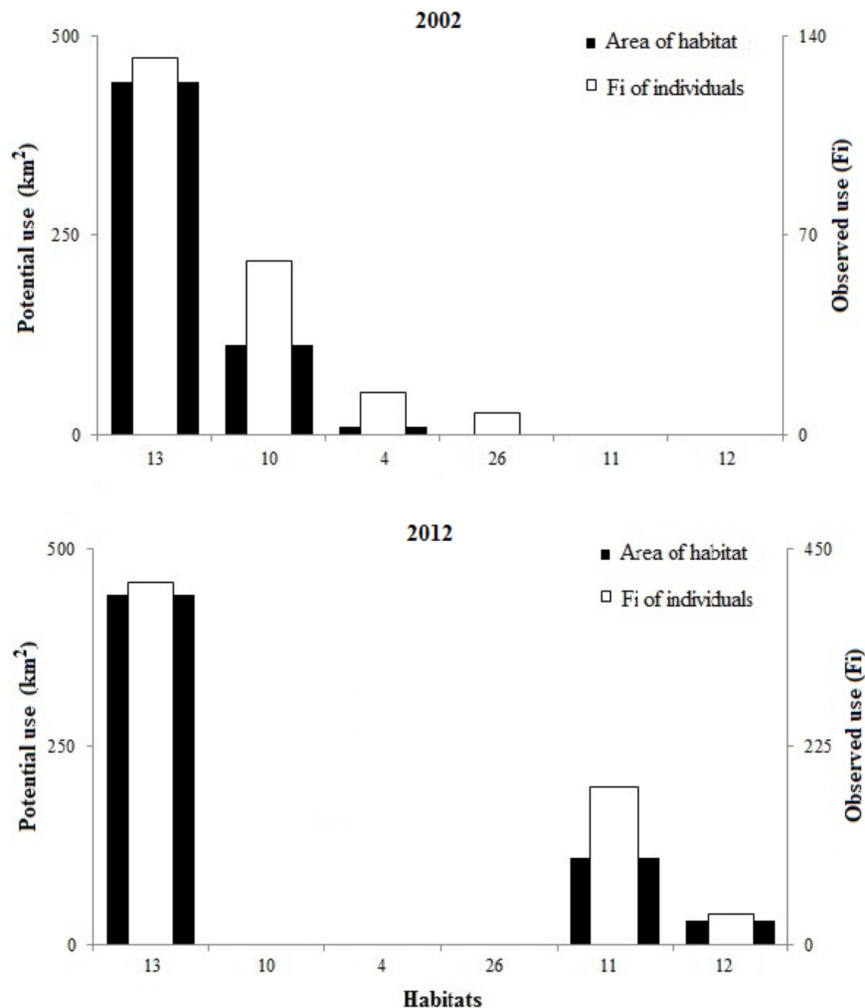 2002
500
■ Area of habitat
140
□ Fi of individuals
Potential use (km²)
250
70
Observed use (Fi)
0
0
13
10
4
26
11
12
2012
500
■ Area of habitat
450
□ Fi of individuals
Potential use (km²)
250
225
Observed use (Fi)
0
0
13
10
4
26
11
12
Habitats